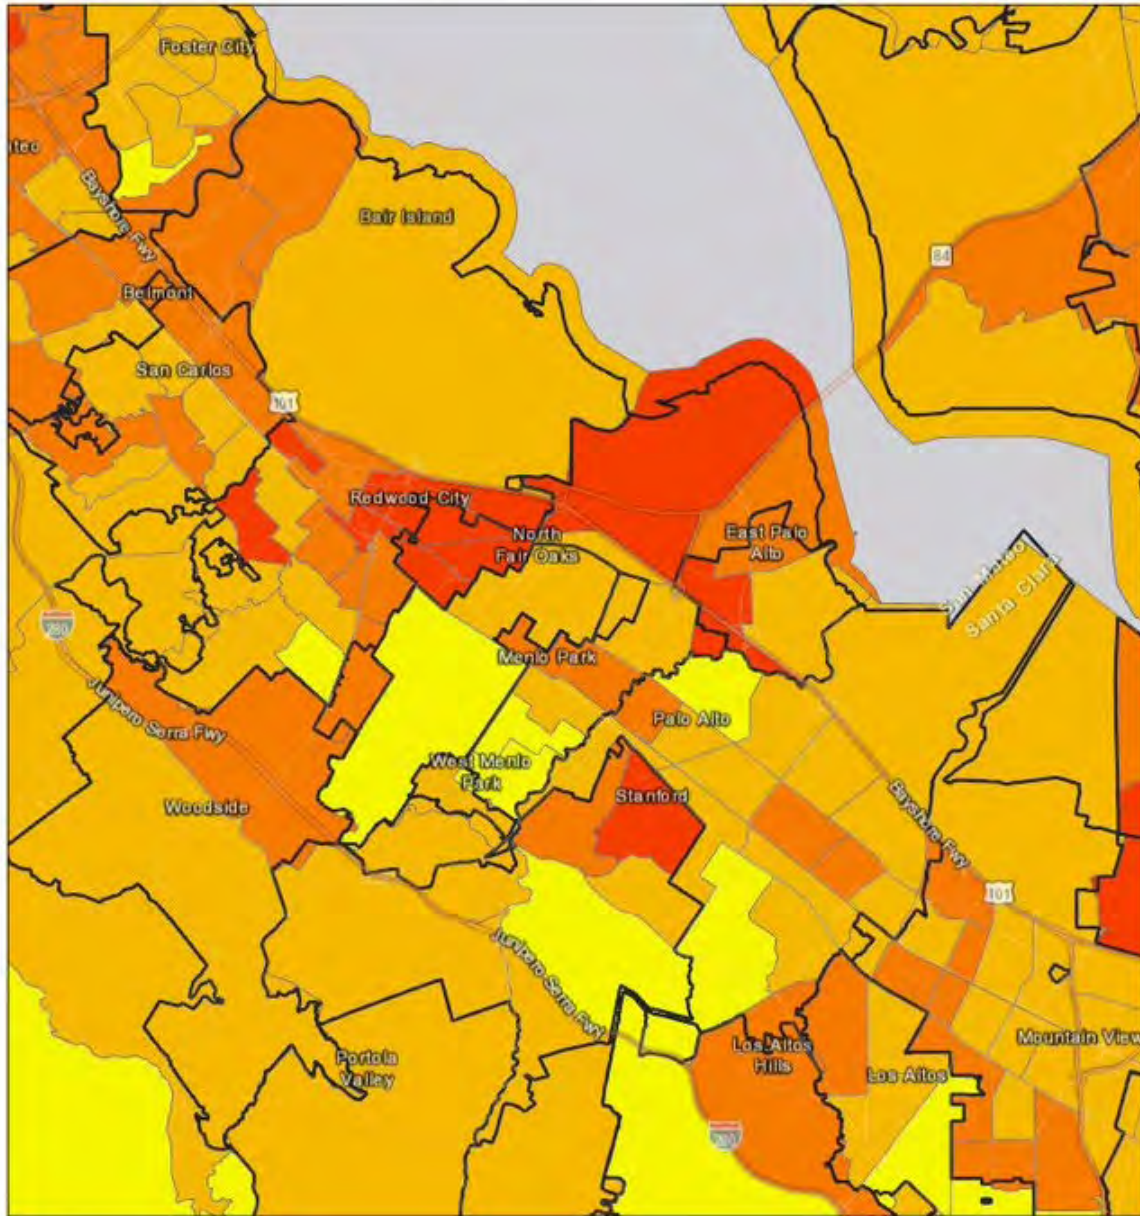 Foster City
ateo
Bayshore Fwy
Bair Island
84
Belmont
San Carlos
101
Redwood City
North
Fair Oaks
East Palo
Alto
San Mateo
Santa Clara
280
Menlo Park
Junipero Serra Fwy
Palo Alto
West Menlo
Park
Stanford
Woodside
Bayshore Fwy
101
Junipero Serra Fwy
Los Altos
Hills
Mountain View
Portola
Valley
Los Altos